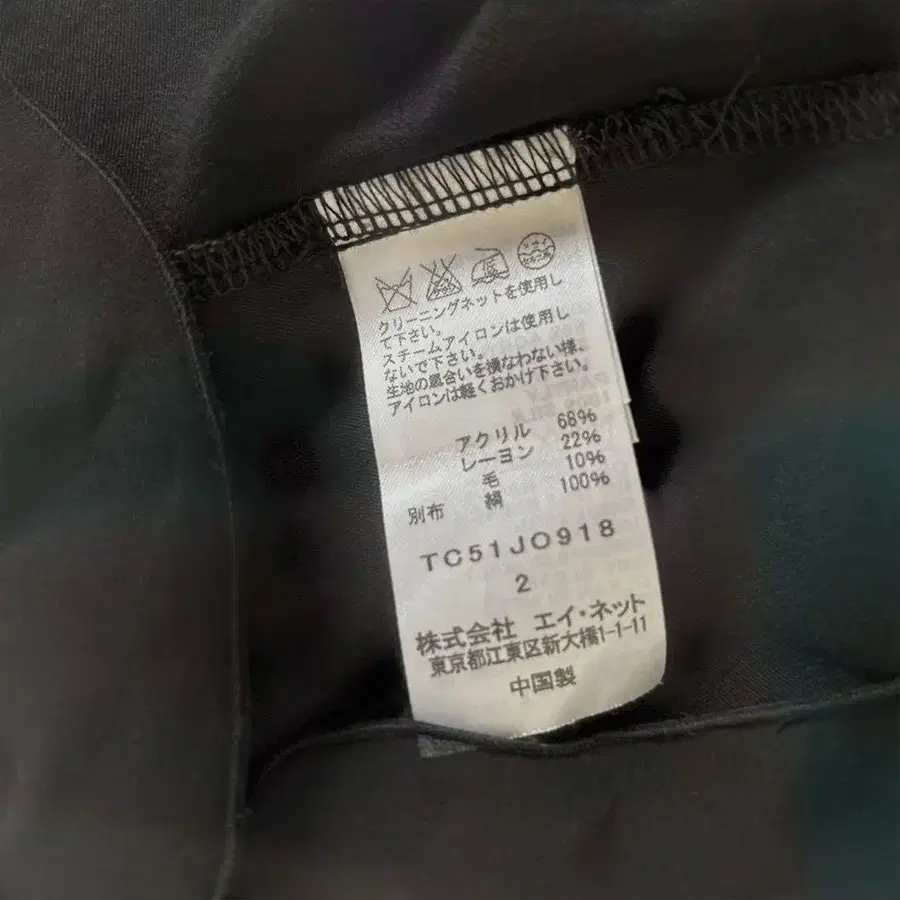 クリーニングネットを使用し
て下さい。
スチームアイロンは使用し
ないで下さい。
生地の風合いを損なわない様、
アイロンは軽くおかけ下さい。
アクリル 68%
レーヨン 22%
毛 10%
別布 絹 100%
TC51JO918
2
株式会社 エイ・ネット
東京都江東区新大橋1-1-11
中国製